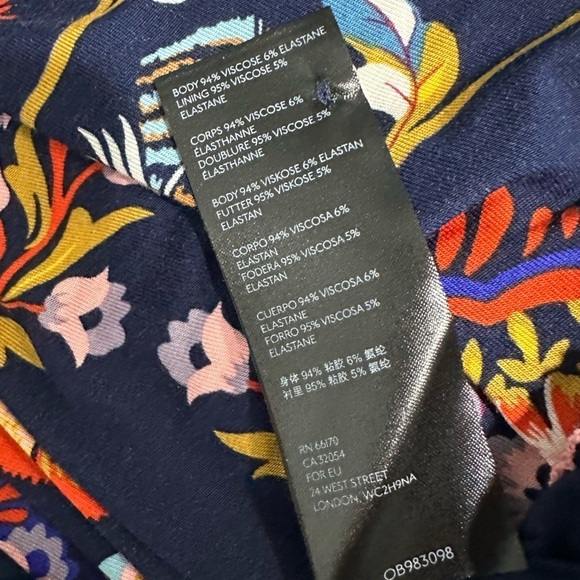 BODY 94% VISCOSE 6% ELASTANE
LINING 95% VISCOSE 5%
ELASTANE
CORPS 94% VISCOSE 6%
ÉLASTHANNE
DOUBLURE 95% VISCOSE 5%
ÉLASTHANNE
BODY 94% VISKOSE 6% ELASTAN
FUTTER 95% VISKOSE 5%
ELASTAN
CORPO 94% VISCOSA 6%
ELASTAN
FODERA 95% VISCOSA 5%
ELASTAN
CUERPO 94% VISCOSA 6%
ELASTANE
FORRO 95% VISCOSA 5%
ELASTANE
身体 94% 粘胶 6% 氨纶
衬里 95% 粘胶 5% 氨纶
RN 66170
CA 32054
FOR EU
24 WEST STREET
LONDON, WC2H9NA
OB983098